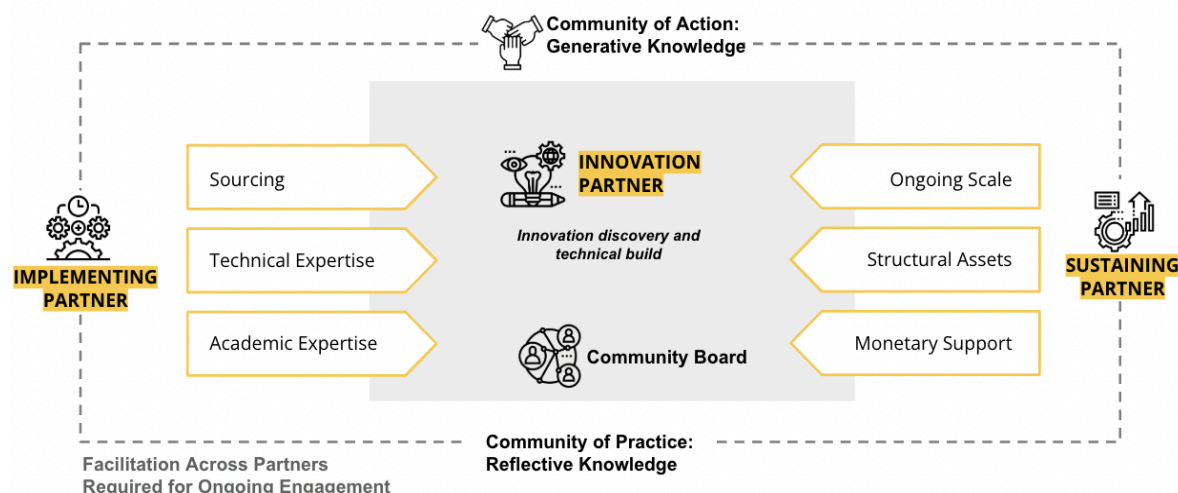 Community of Action:
Generative Knowledge
INNOVATION
PARTNER
Innovation discovery and
technical build
Community Board
Sourcing
Technical Expertise
Academic Expertise
Ongoing Scale
Structural Assets
Monetary Support
IMPLEMENTING
PARTNER
SUSTAINING
PARTNER
Community of Practice:
Reflective Knowledge
Facilitation Across Partners
Required for Ongoing Engagement